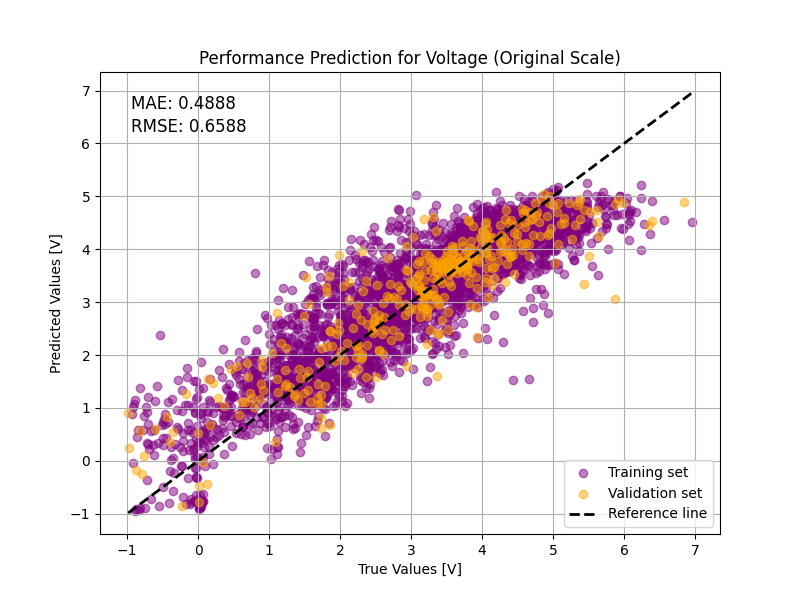 Performance Prediction for Voltage (Original Scale)
MAE: 0.4888
RMSE: 0.6588
7
6
5
4
3
2
1
0
−1
Predicted Values [V]
−1 0 1 2 3 4 5 6 7
True Values [V]
Training set
Validation set
Reference line